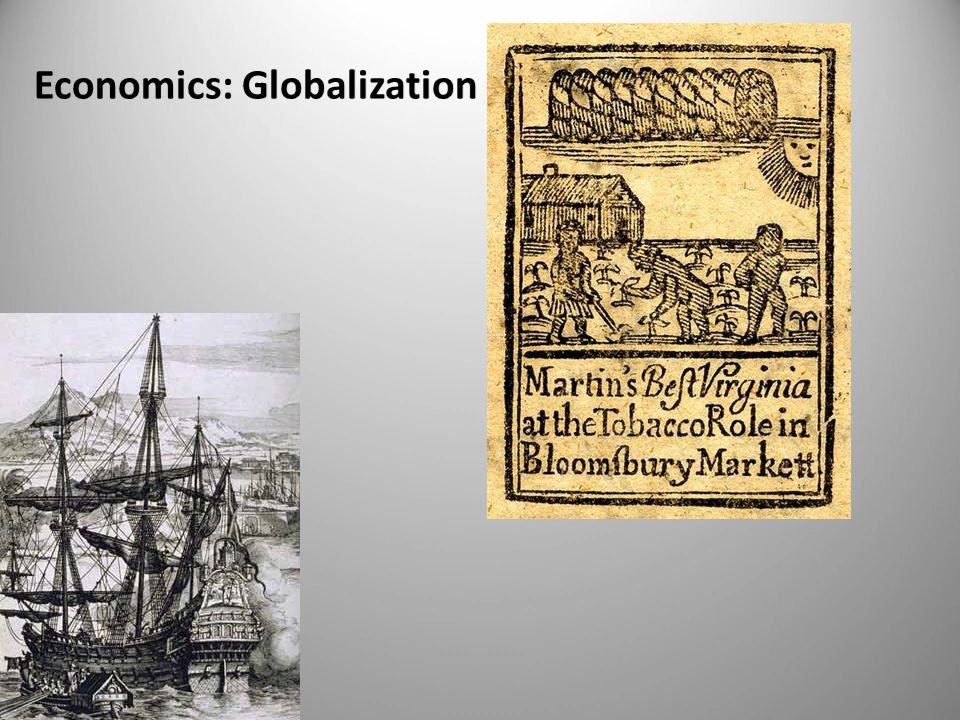 Economics: Globalization
Martin's Beſt Virginia
at the Tobacco Role in
Bloomſbury Markett